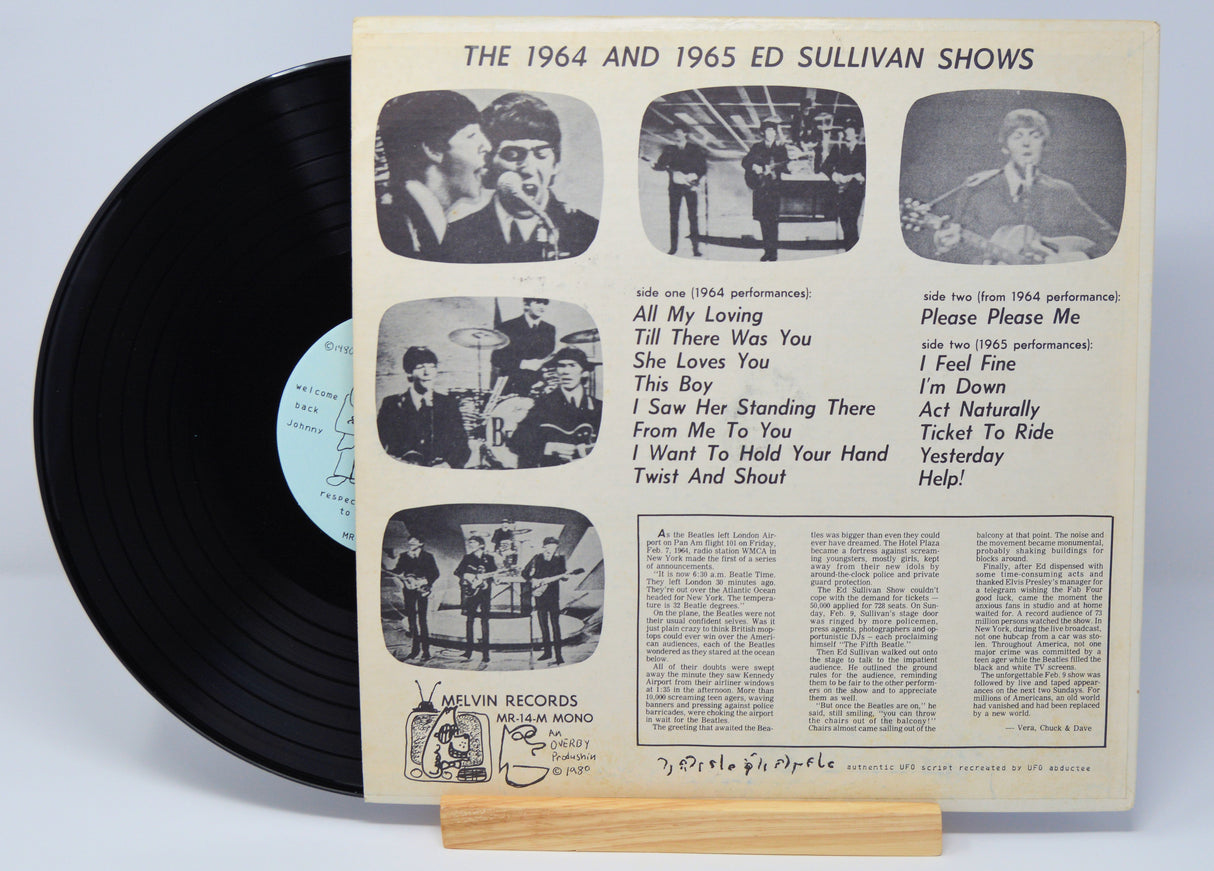 THE 1964 AND 1965 ED SULLIVAN SHOWS
side one (1964 performances):
All My Loving
Till There Was You
She Loves You
This Boy
I Saw Her Standing There
From Me To You
I Want To Hold Your Hand
Twist And Shout
side two (from 1964 performance):
Please Please Me
side two (1965 performances):
I Feel Fine
I'm Down
Act Naturally
Ticket To Ride
Yesterday
Help!
As the Beatles left London Air-
port on Pan Am flight 101 on Friday,
Feb. 7, 1964, radio station WMCA in
New York made the first of a series
of announcements.
"It is now 6:30 a.m. Beatle Time.
They left London 30 minutes ago.
They're out over the Atlantic Ocean
headed for New York. The tempera-
ture is 32 Beatle degrees."
On the plane, the Beatles were not
their usual confident selves. Was it
just plain crazy to think British mop-
tops could ever win over the Ameri-
can audiences, each of the Beatles
wondered as they stared at the ocean
below.
All of their doubts were swept
away the minute they saw Kennedy
Airport from their airliner windows
at 1:35 in the afternoon. More than
10,000 screaming teen agers, waving
banners and pressing against police
barricades, were choking the airport
in wait for the Beatles.
The greeting that awaited the Bea-
tles was bigger than even they could
ever have dreamed. The Hotel Plaza
became a fortress against scream-
ing youngsters, mostly girls, kept
away from their new idols by
around-the-clock police and private
guard protection.
The Ed Sullivan Show couldn't
cope with the demand for tickets —
50,000 applied for 728 seats. On Sun-
day, Feb. 9, Sullivan's stage door
was ringed by more policemen,
press agents, photographers and op-
portunistic DJs — each proclaiming
himself "The Fifth Beatle."
Then Ed Sullivan walked out onto
the stage to talk to the impatient
audience. He outlined the ground
rules for the audience, reminding
them to be fair to the other perform-
ers on the show and to appreciate
them as well.
"But once the Beatles are on," he
said, still smiling, "you can throw
the chairs out of the balcony!"
Chairs almost came sailing out of the
balcony at that point. The noise and
the movement became monumental,
probably shaking buildings for
blocks around.
Finally, after Ed dispensed with
some time-consuming acts and
thanked Elvis Presley's manager for
a telegram wishing the Fab Four
good luck, came the moment the
anxious fans in studio and at home
waited for. A record audience of 73
million persons watched the show. In
New York, during the live broadcast,
not one hubcap from a car was sto-
len. Throughout America, not one
major crime was committed by a
teen ager while the Beatles filled the
black and white TV screens.
The unforgettable Feb. 9 show was
followed by live and taped appear-
ances on the next two Sundays. For
millions of Americans, an old world
had vanished and had been replaced
by a new world.
— Vera, Chuck & Dave
MELVIN RECORDS
MR-14-M MONO
AN
OVERBY
Produshin
© 1980
authentic UFO script recreated by UFO abductee
©1980
welcome
back
Johnny
respec
to
MR
B